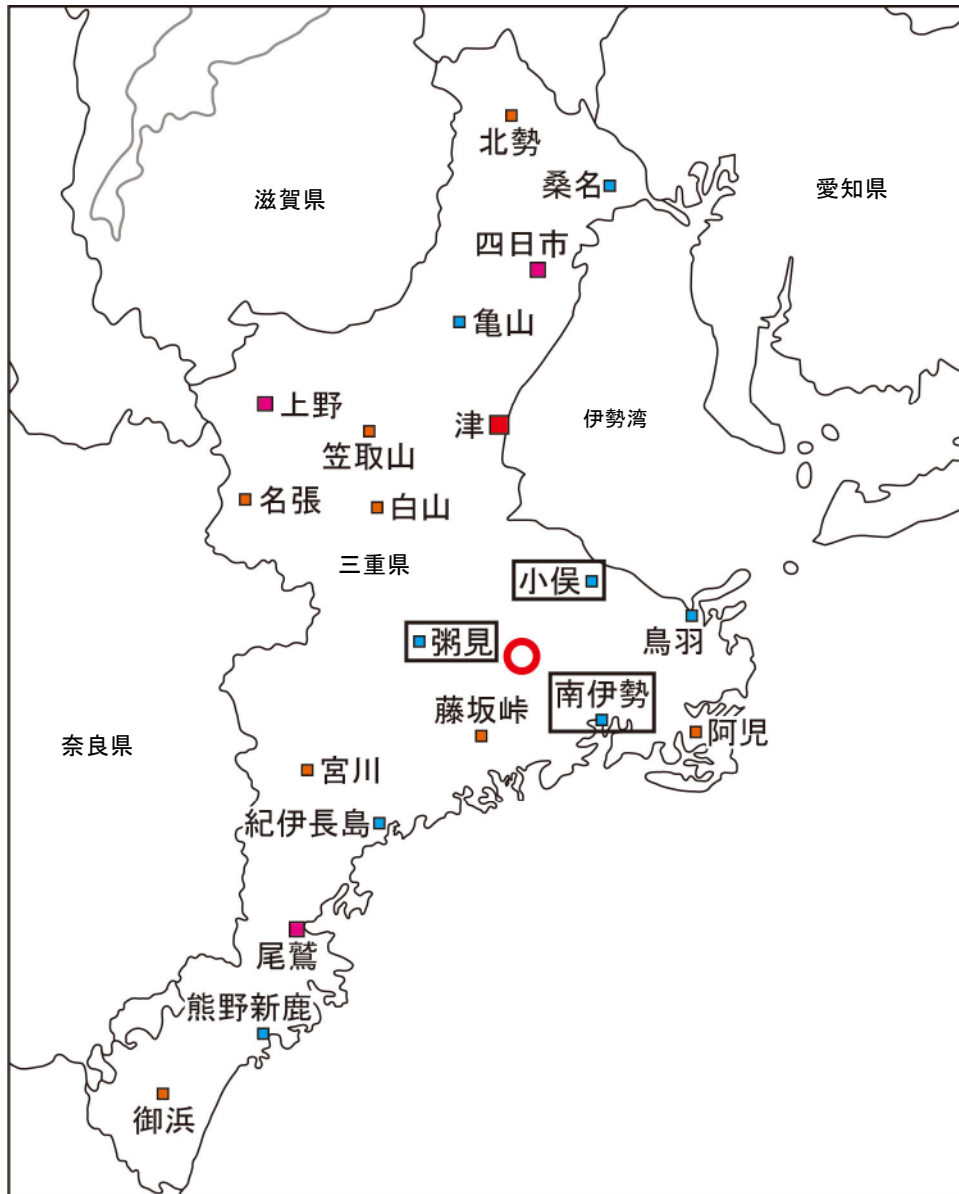 北勢
桑名
滋賀県
愛知県
四日市
亀山
上野
津
伊勢湾
笠取山
名張
白山
三重県
小俣
粥見
鳥羽
南伊勢
藤坂峠
阿児
奈良県
宮川
紀伊長島
尾鷲
熊野新鹿
御浜